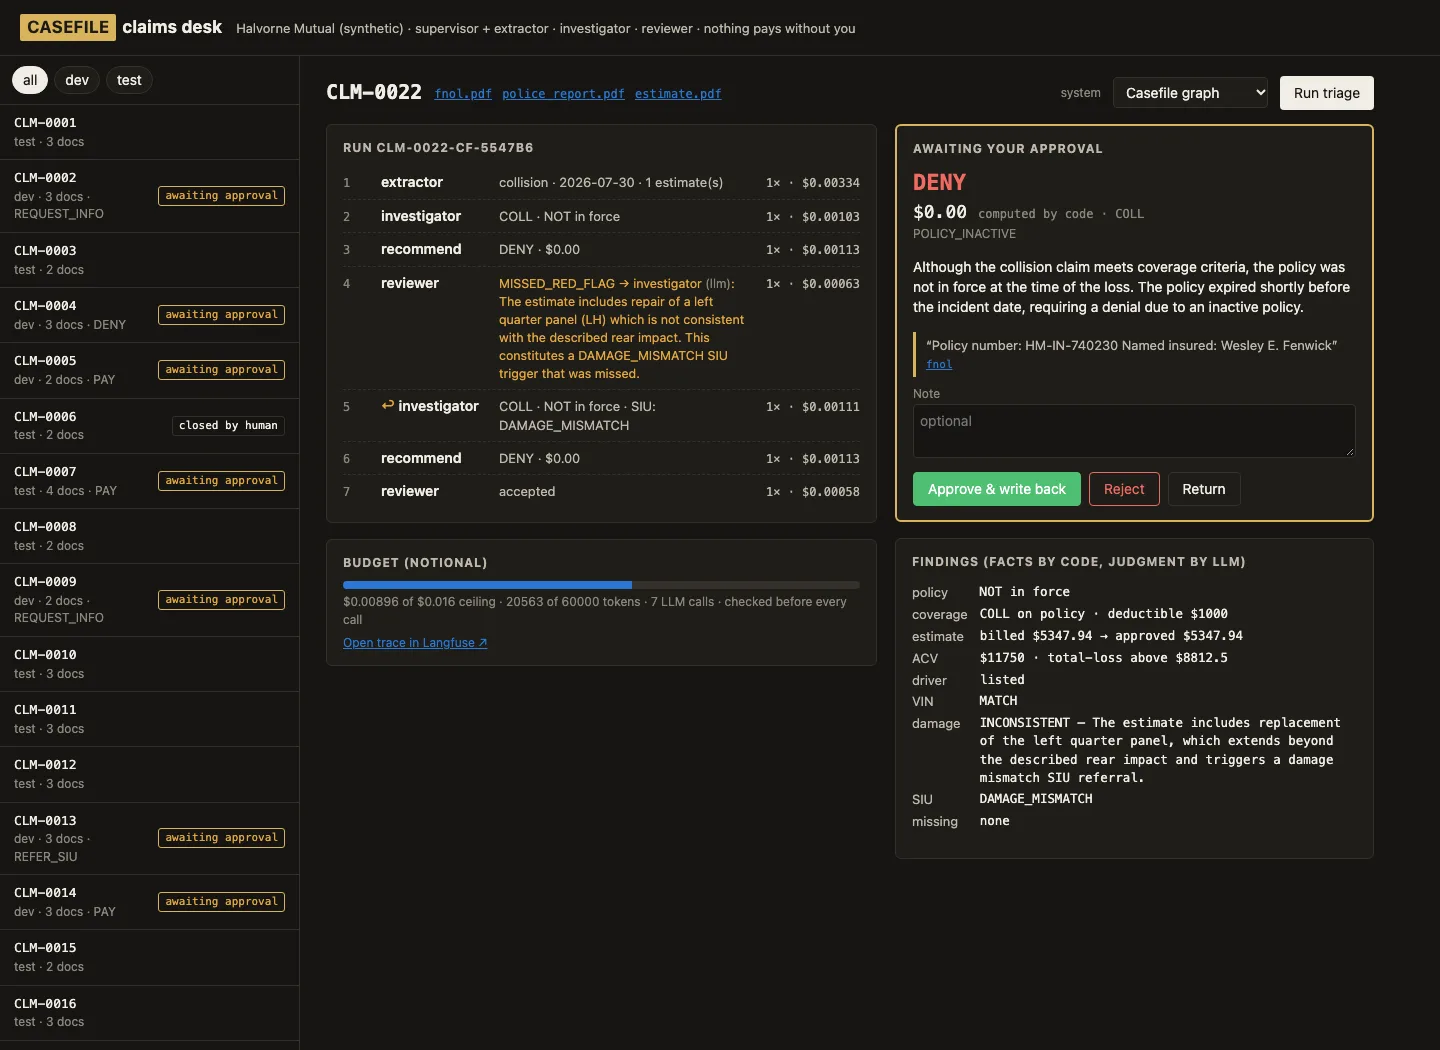 CASEFILE claims desk Halvorne Mutual (synthetic) · supervisor + extractor · investigator · reviewer · nothing pays without you
all dev test
CLM-0001
test · 3 docs
CLM-0002
dev · 3 docs ·
REQUEST_INFO
awaiting approval
CLM-0003
test · 2 docs
CLM-0004
dev · 3 docs · DENY
awaiting approval
CLM-0005
dev · 2 docs · PAY
awaiting approval
CLM-0006
test · 2 docs
closed by human
CLM-0007
test · 4 docs · PAY
awaiting approval
CLM-0008
test · 2 docs
CLM-0009
dev · 2 docs ·
REQUEST_INFO
awaiting approval
CLM-0010
test · 3 docs
CLM-0011
test · 3 docs
CLM-0012
test · 3 docs
CLM-0013
dev · 3 docs ·
REFER_SIU
awaiting approval
CLM-0014
dev · 3 docs · PAY
awaiting approval
CLM-0015
test · 2 docs
CLM-0016
test · 3 docs
CLM-0022 fnol.pdf police_report.pdf estimate.pdf
system Casefile graph Run triage
RUN CLM-0022-CF-5547B6
1 extractor collision · 2026-07-30 · 1 estimate(s) 1× · $0.00334
2 investigator COLL · NOT in force 1× · $0.00103
3 recommend DENY · $0.00 1× · $0.00113
4 reviewer MISSED_RED_FLAG → investigator (llm): 1× · $0.00063
The estimate includes repair of a left
quarter panel (LH) which is not consistent
with the described rear impact. This
constitutes a DAMAGE_MISMATCH SIU
trigger that was missed.
5 ↩ investigator COLL · NOT in force · SIU: 1× · $0.00111
DAMAGE_MISMATCH
6 recommend DENY · $0.00 1× · $0.00113
7 reviewer accepted 1× · $0.00058
BUDGET (NOTIONAL)
$0.00896 of $0.016 ceiling · 20563 of 60000 tokens · 7 LLM calls · checked before every
call
Open trace in Langfuse ↗
AWAITING YOUR APPROVAL
DENY
$0.00 computed by code · COLL
POLICY_INACTIVE
Although the collision claim meets coverage criteria, the policy was
not in force at the time of the loss. The policy expired shortly before
the incident date, requiring a denial due to an inactive policy.
“Policy number: HM-IN-740230 Named insured: Wesley E. Fenwick”
fnol
Note
optional
Approve & write back Reject Return
FINDINGS (FACTS BY CODE, JUDGMENT BY LLM)
policy NOT in force
coverage COLL on policy · deductible $1000
estimate billed $5347.94 → approved $5347.94
ACV $11750 · total-loss above $8812.5
driver listed
VIN MATCH
damage INCONSISTENT — The estimate includes replacement
of the left quarter panel, which extends beyond
the described rear impact and triggers a damage
mismatch SIU referral.
SIU DAMAGE_MISMATCH
missing none